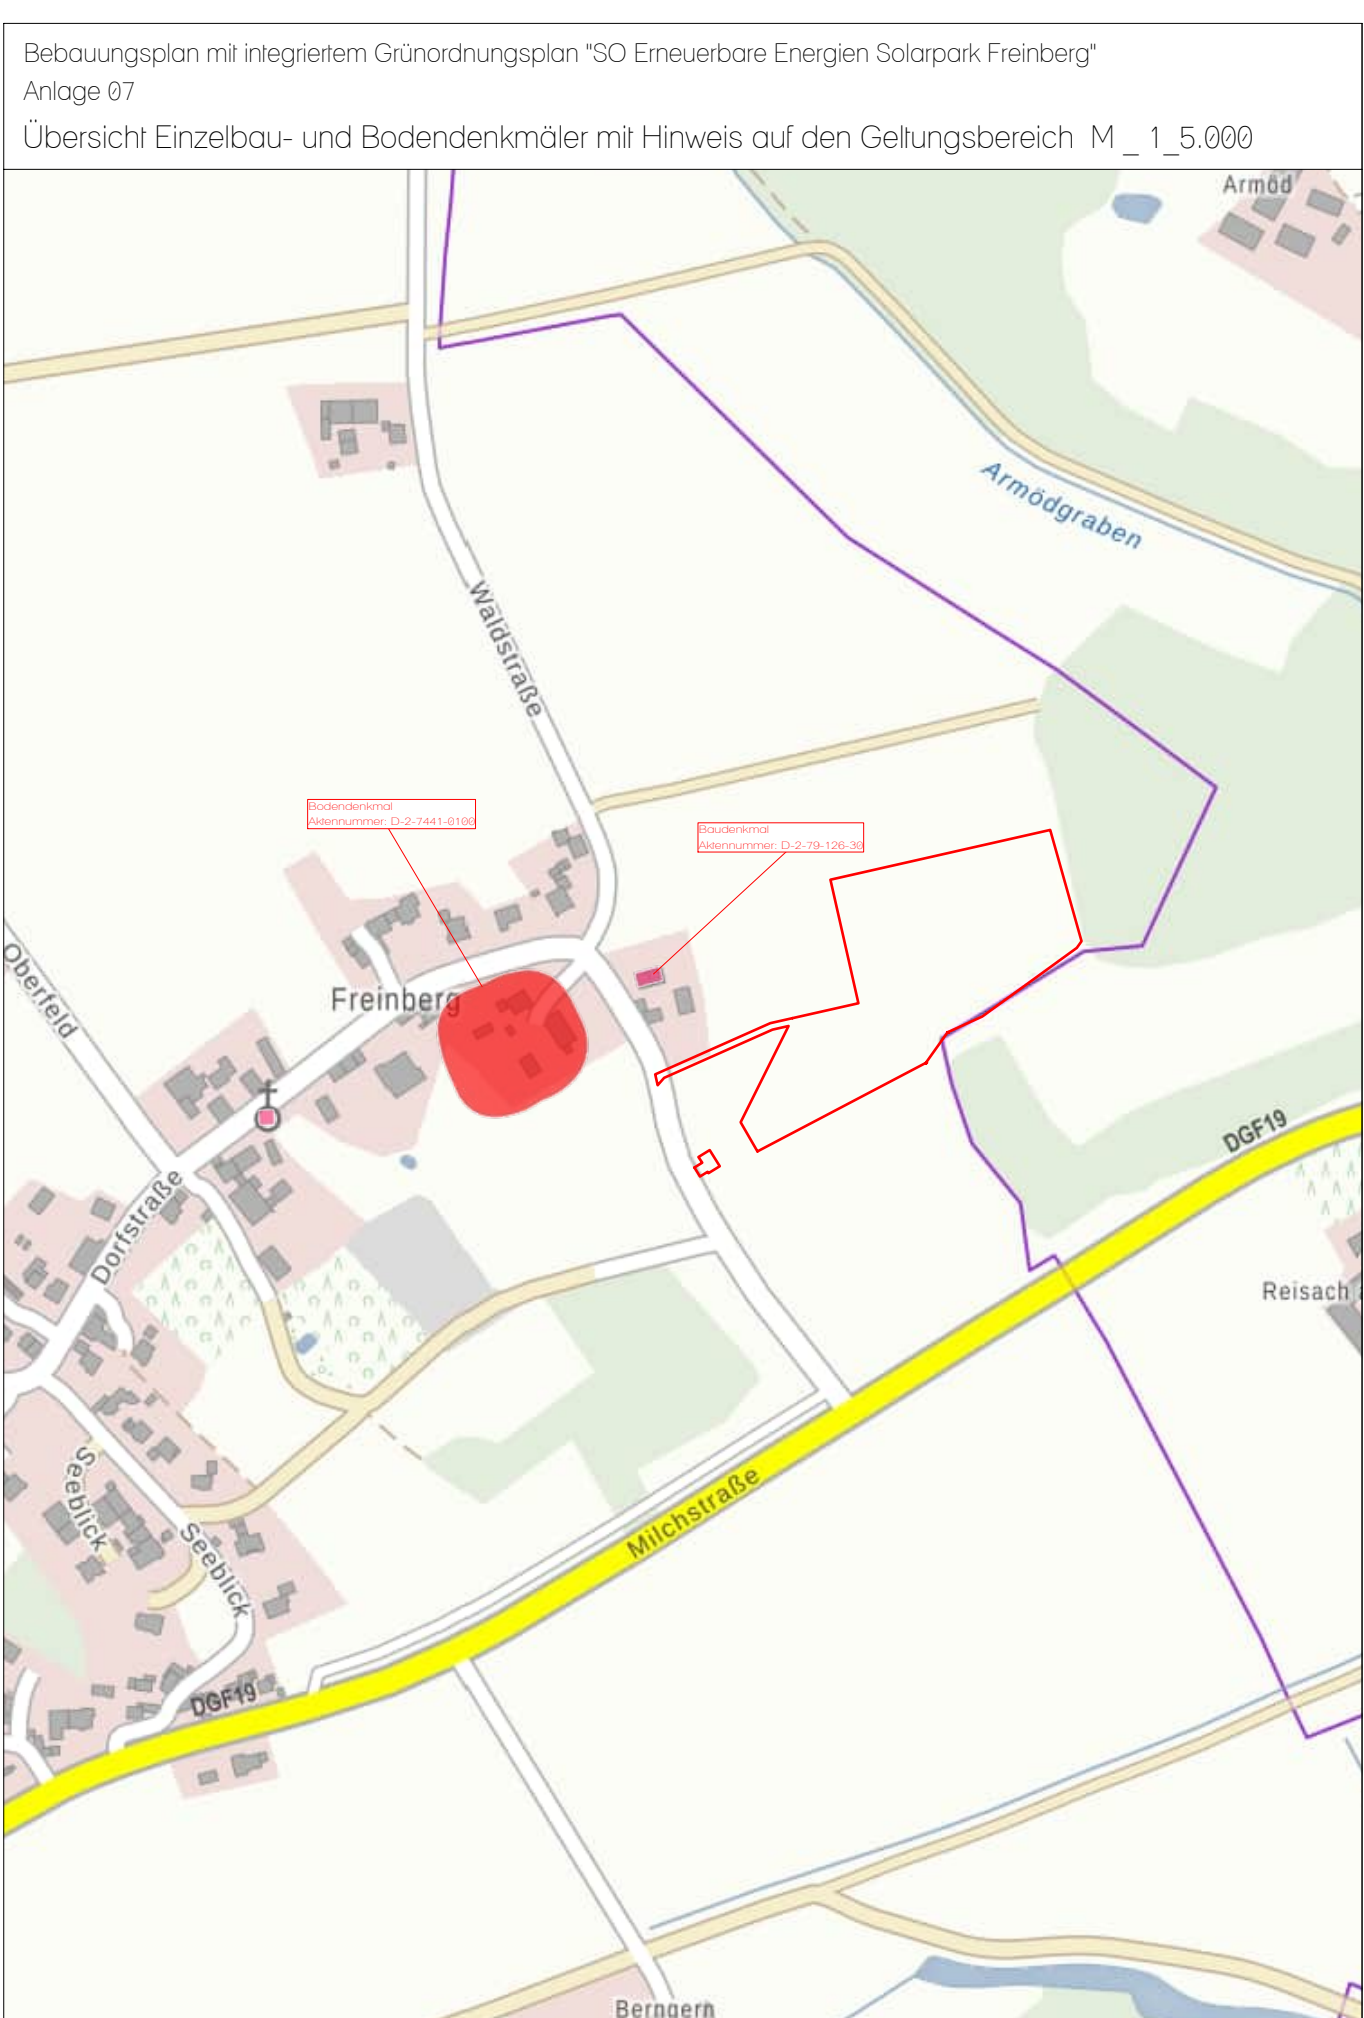 Bebauungsplan mit integriertem Grünordnungsplan "SO Erneuerbare Energien Solarpark Freinberg"
Anlage 07
Übersicht Einzelbau- und Bodendenkmäler mit Hinweis auf den Geltungsbereich M _ 1_5.000
Armöd
Armödgraben
Waldstraße
Bodendenkmal
Aktennummer: D-2-7441-0100
Baudenkmal
Aktennummer: D-2-79-126-30
Oberfeld
Freinberg
DGF19
Dorfstraße
Reisach
Seeblick
Milchstraße
Seeblick
DGF19
Berngern